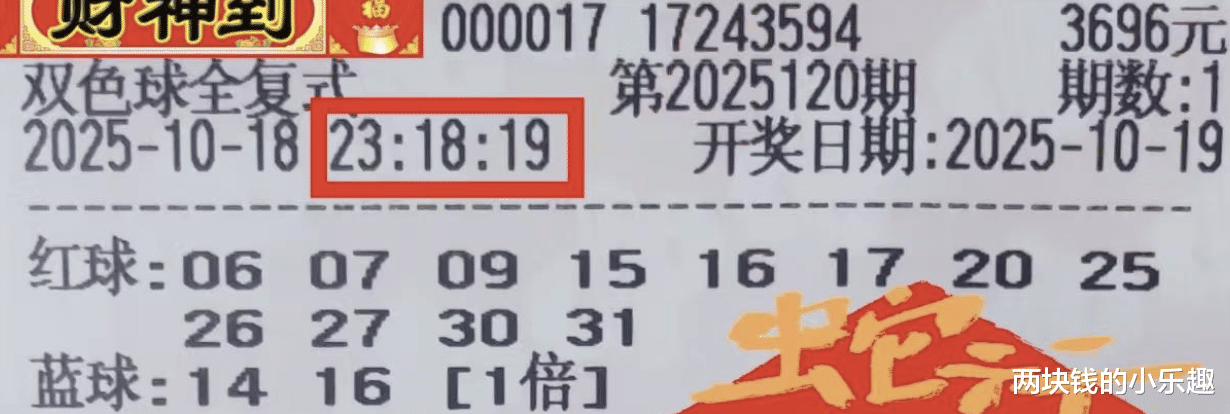 财神到
福
000017 17243594 3696元
双色球全复式 第2025120期 期数:1
2025-10-18 23:18:19 开奖日期:2025-10-19
红球:06 07 09 15 16 17 20 25
26 27 30 31
蓝球:14 16 [1倍]
两块钱的小乐趣